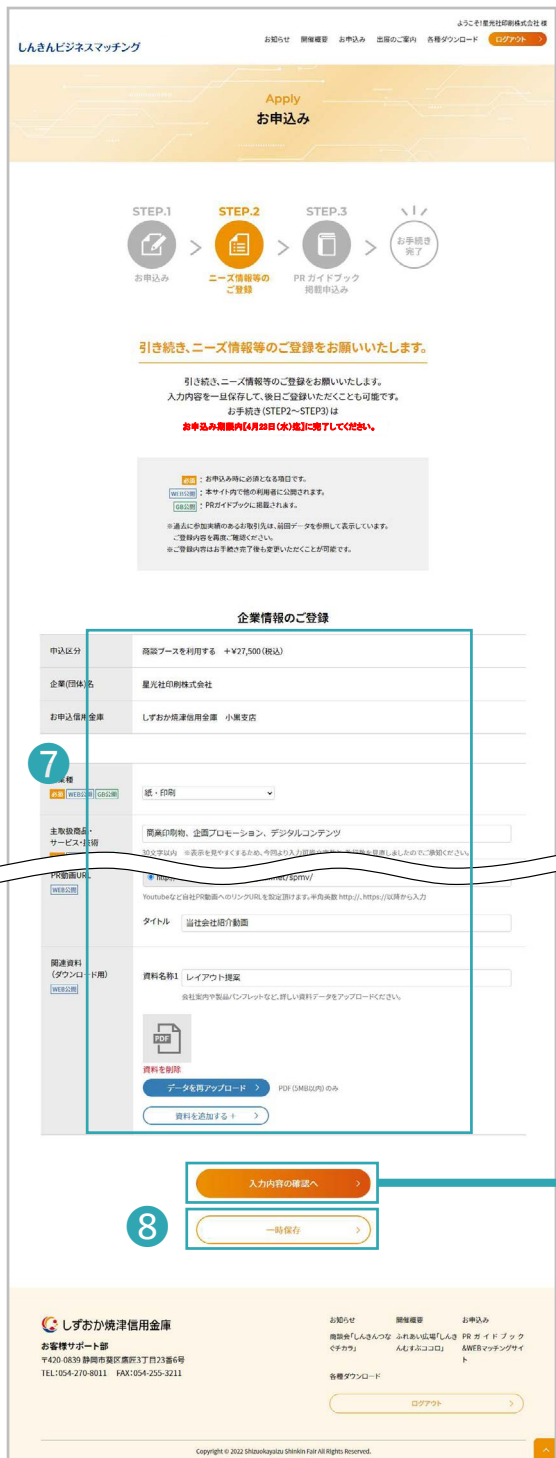 ようこそ!星光社印刷株式会社 様
しんきんビジネスマッチング
お知らせ 開催概要 お申込み 出展のご案内 各種ダウンロード ログアウト
Apply
お申込み
STEP.1 STEP.2 STEP.3
お申込み
ニーズ情報等の
ご登録
PR ガイドブック
掲載申込み
お手続き
完了
引き続き、ニーズ情報等のご登録をお願いいたします。
引き続き、ニーズ情報等のご登録をお願いいたします。
入力内容を一旦保存して、後日ご登録いただくことも可能です。
お手続き(STEP2〜STEP3)は
お申込み期限内【4月23日(水)迄】に完了してください。
必須 : お申込み時に必須となる項目です。
WEB公開 : 本サイト内で他の利用者に公開されます。
GB公開 : PRガイドブックに掲載されます。
※過去に参加実績のあるお取引先は、前回データを参照して表示しています。
ご登録内容を再度ご確認ください。
※ご登録内容はお手続き完了後も変更いただくことが可能です。
企業情報のご登録
申込区分 商談ブースを利用する +¥27,500(税込)
企業(団体)名 星光社印刷株式会社
お申込信用金庫 しずおか焼津信用金庫 小黒支店
7
業種
必須 WEB公開 GB公開
紙・印刷
主取扱商品・
サービス・技術
商業印刷物、企画プロモーション、デジタルコンテンツ
30文字以内
PR動画URL
WEB公開
/spmv/
Youtubeなど自社PR動画へのリンクURLを設定頂けます。半角英数 http://、https://以降から入力
タイトル 当社会社紹介動画
関連資料
(ダウンロード用)
WEB公開
資料名称1 レイアウト提案
会社案内や製品パンフレットなど、詳しい資料データをアップロードください。
PDF
資料を削除
データを再アップロード PDF(5MB以内)のみ
資料を追加する +
入力内容の確認へ
8
一時保存
しずおか焼津信用金庫
お客様サポート部
〒420-0839 静岡市葵区鷹匠3丁目23番6号
TEL:054-270-8011 FAX:054-255-3211
お知らせ 開催概要 お申込み
商談会「しんきんつな
ぐチカラ」
ふれあい広場「しんき
んむすぶココロ」
PR ガイドブック
&WEBマッチングサイ
ト
各種ダウンロード
ログアウト
Copyright © 2022 Shizuokayaizu Shinkin Fair All Rights Reserved.